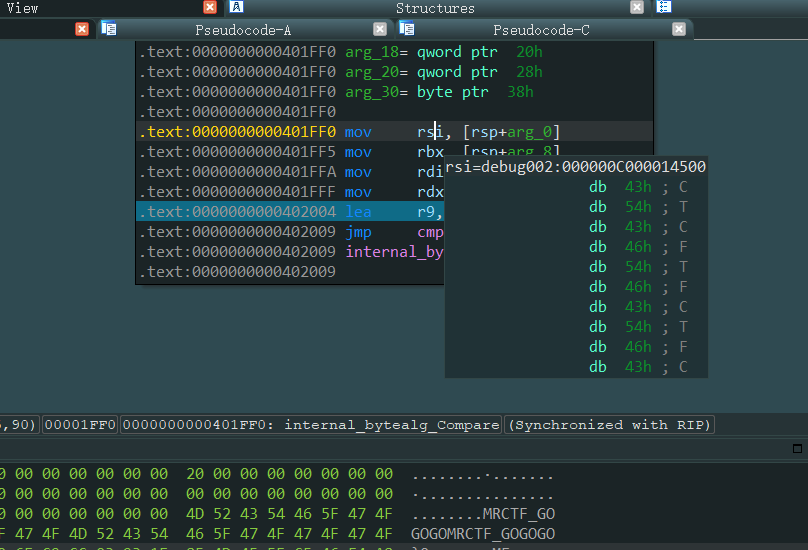 View Structures
Pseudocode-A Pseudocode-C
.text:0000000000401FF0 arg_18= qword ptr 20h
.text:0000000000401FF0 arg_20= qword ptr 28h
.text:0000000000401FF0 arg_30= byte ptr 38h
.text:0000000000401FF0
.text:0000000000401FF0 mov rsi, [rsp+arg_0]
.text:0000000000401FF5 mov rbx, [rsp+arg_8]
.text:0000000000401FFA mov rdi
.text:0000000000401FFF mov rdx
.text:0000000000402004 lea r9,
.text:0000000000402009 jmp cmp
.text:0000000000402009 internal_by
.text:0000000000402009
rsi=debug002:000000C000014500
db 43h ; C
db 54h ; T
db 43h ; C
db 46h ; F
db 54h ; T
db 46h ; F
db 43h ; C
db 54h ; T
db 46h ; F
db 43h ; C
,90) 00001FF0 0000000000401FF0: internal_bytealg_Compare (Synchronized with RIP)
0 00 00 00 00 00 00 00 20 00 00 00 00 00 00 00 ........·.......
0 00 00 00 00 00 00 00 00 00 00 00 00 00 00 00 ·...............
0 00 00 00 00 00 00 00 4D 52 43 54 46 5F 47 4F ........MRCTF_GO
F 47 4F 4D 52 43 54 46 5F 47 4F 47 4F 47 4F GOGOMRCTF_GOGOGO